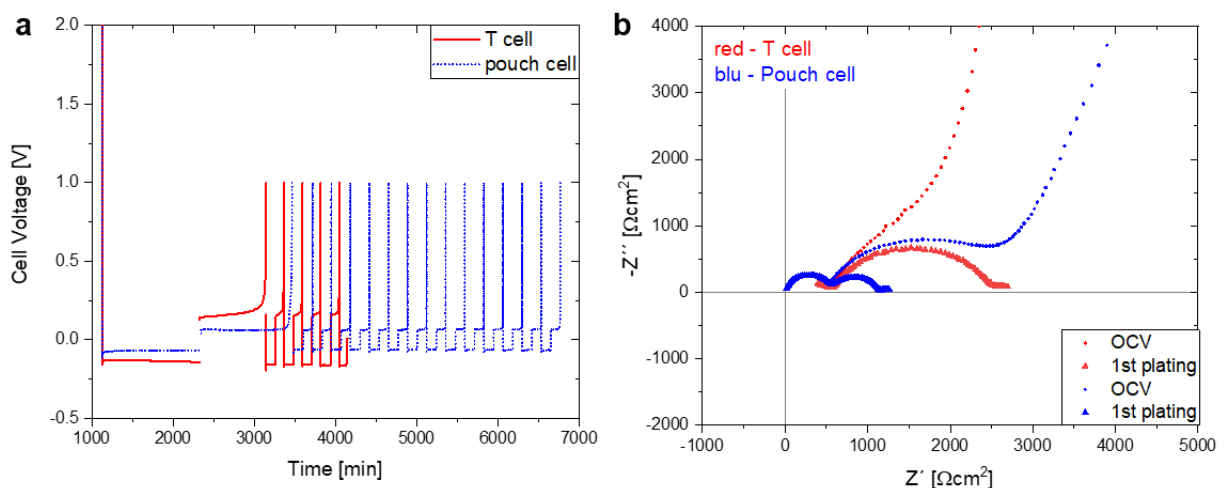 a
2.0
1.5
1.0
0.5
0.0
-0.5
Cell Voltage [V]
1000 2000 3000 4000 5000 6000 7000
Time [min]
T cell
pouch cell
b
4000
3000
2000
1000
0
-1000
-2000
-Z´´ [Ωcm²]
-1000 0 1000 2000 3000 4000 5000
Z´ [Ωcm²]
red - T cell
blu - Pouch cell
OCV
1st plating
OCV
1st plating